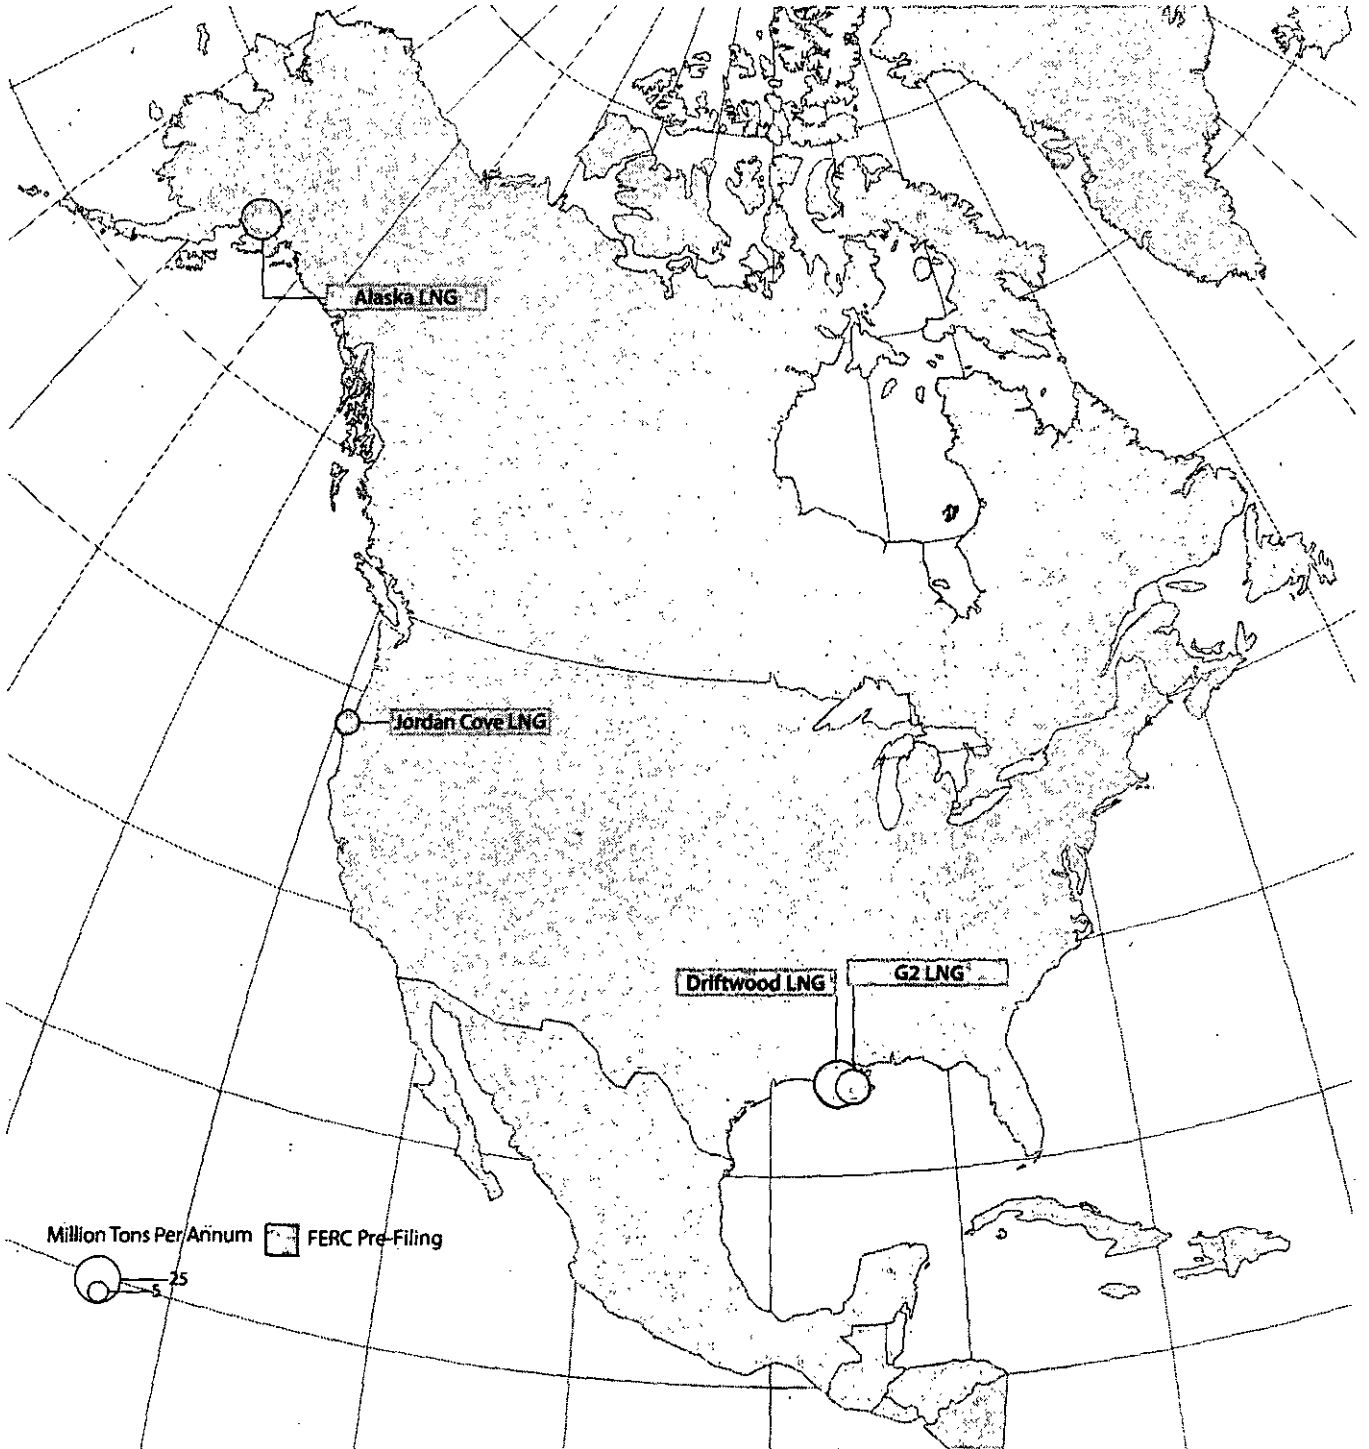 Alaska LNG
Jordan Cove LNG
G2 LNG
Driftwood LNG
Million Tons Per Annum
FERC Pre-Filing
25
5